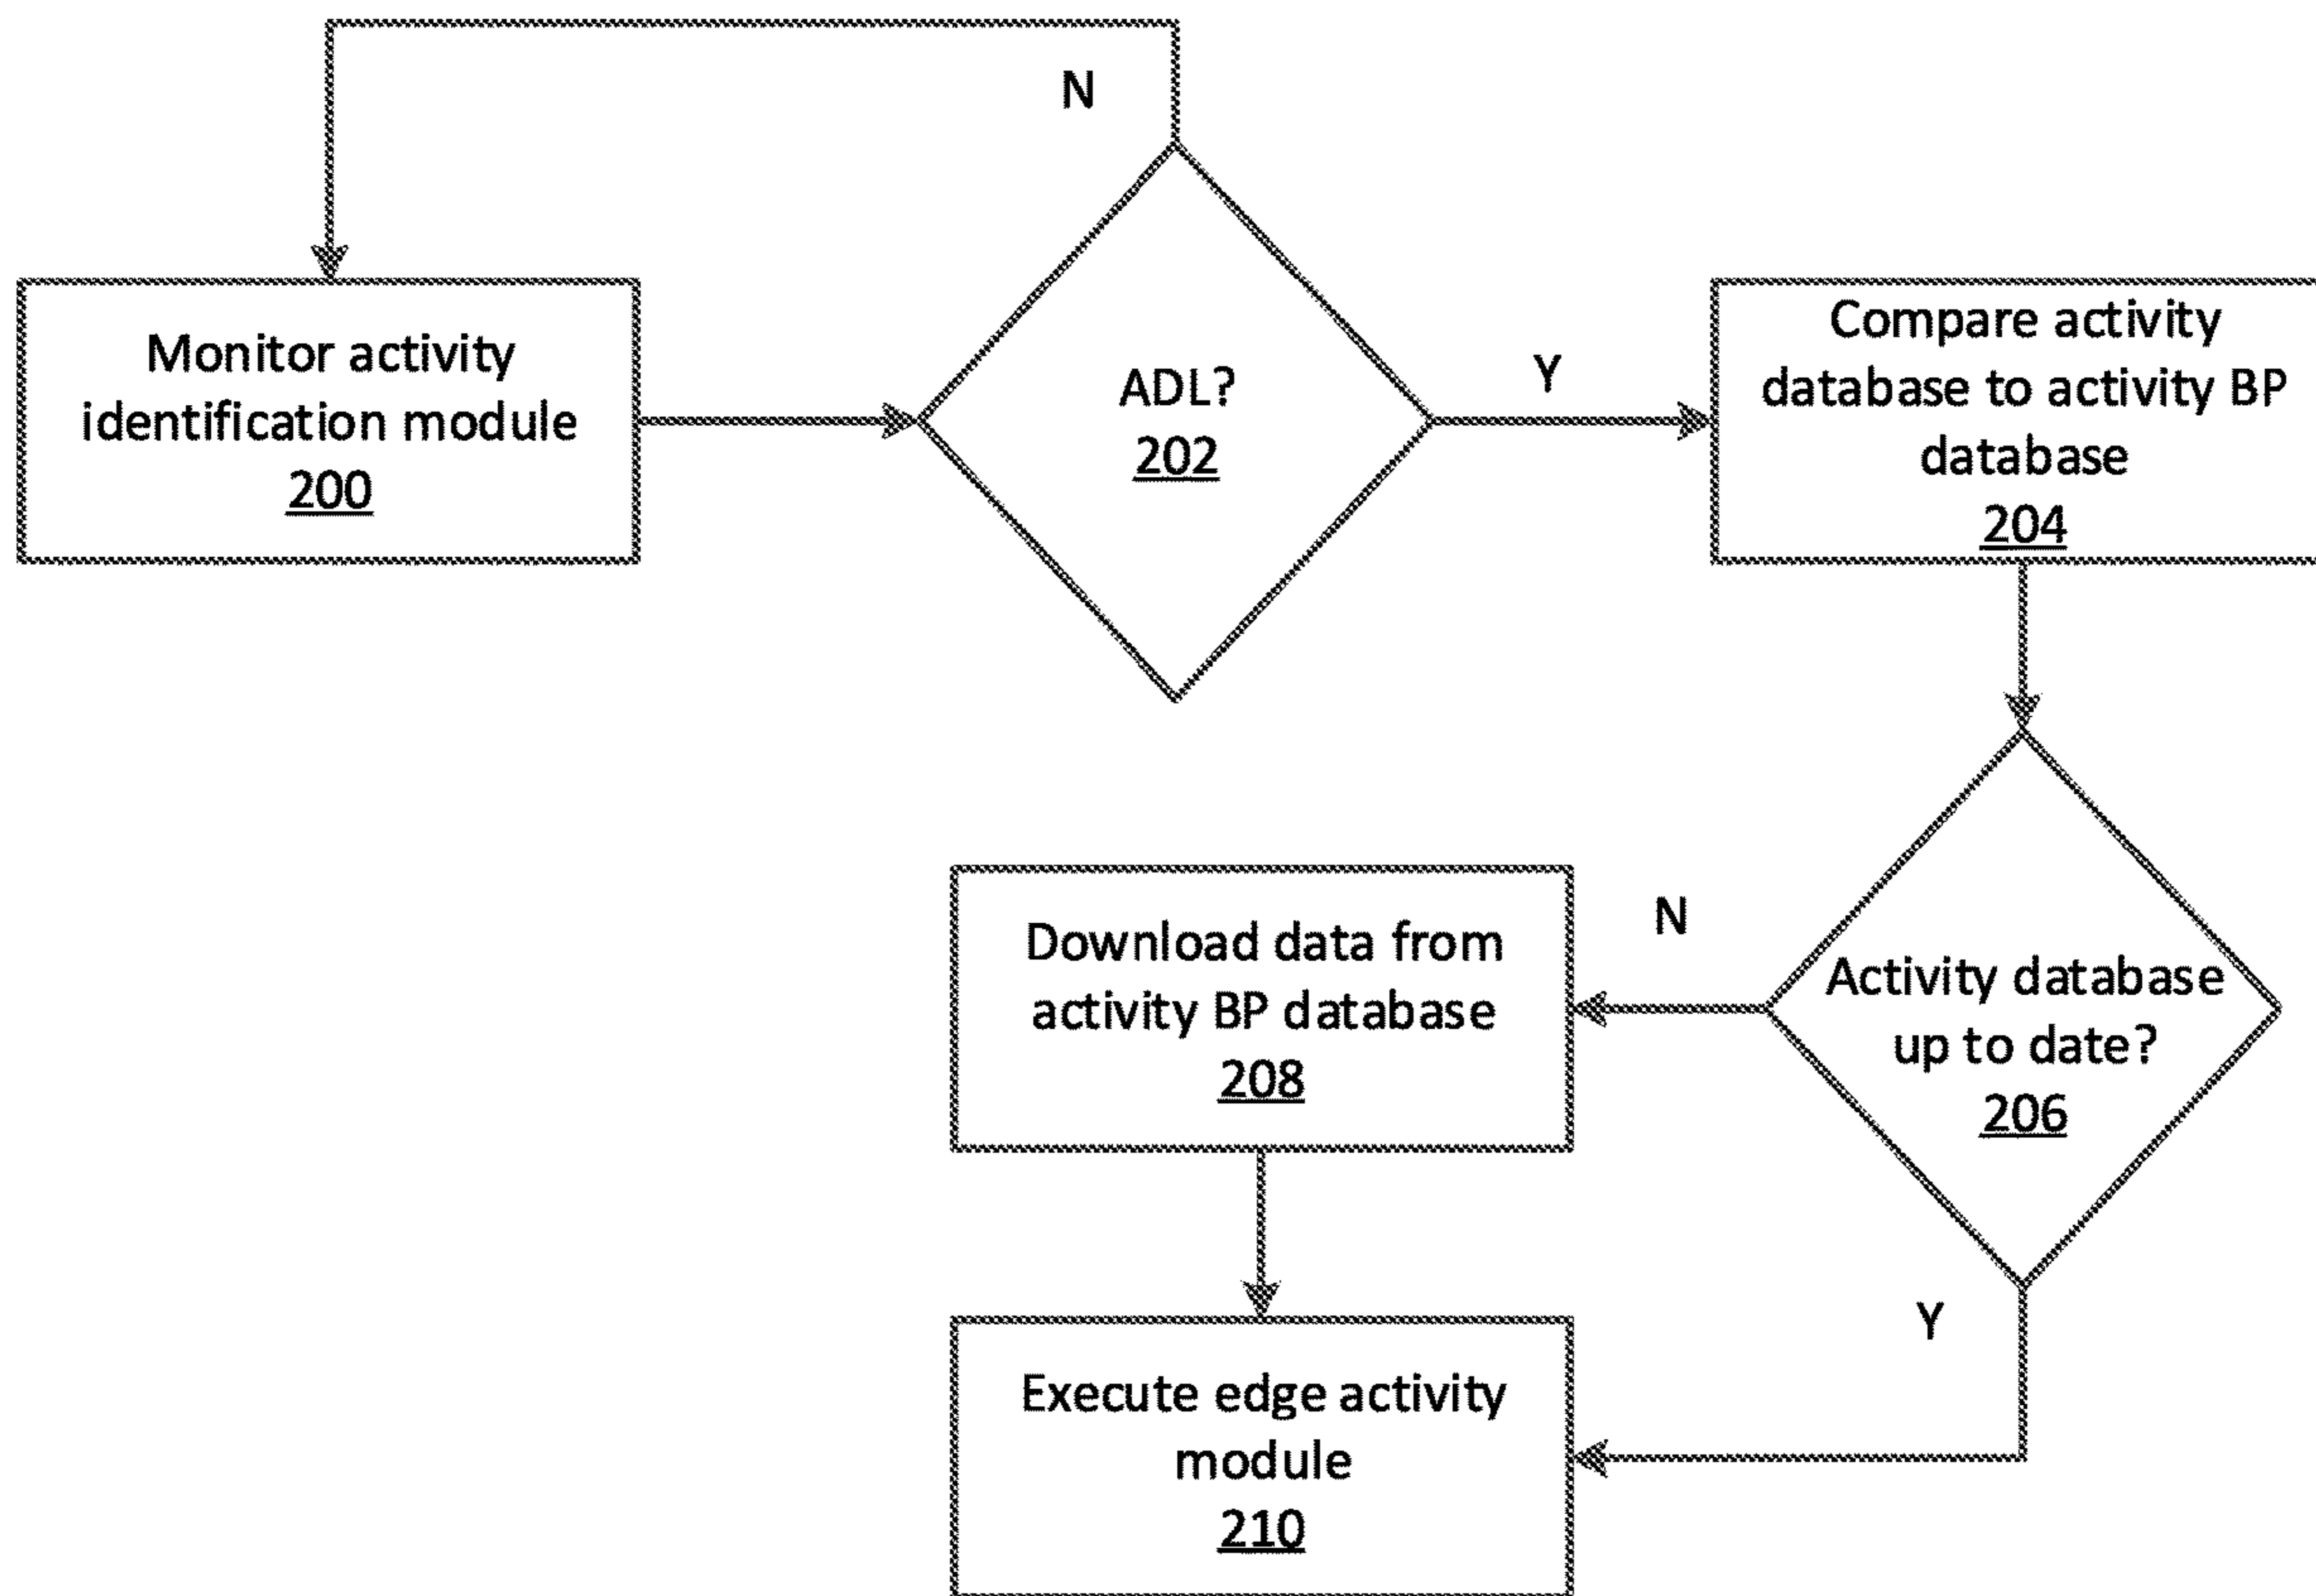 N
Monitor activity
identification module
200
ADL?
202
Y
Compare activity
database to activity BP
database
204
Activity database
up to date?
206
N
Download data from
activity BP database
208
Y
Execute edge activity
module
210